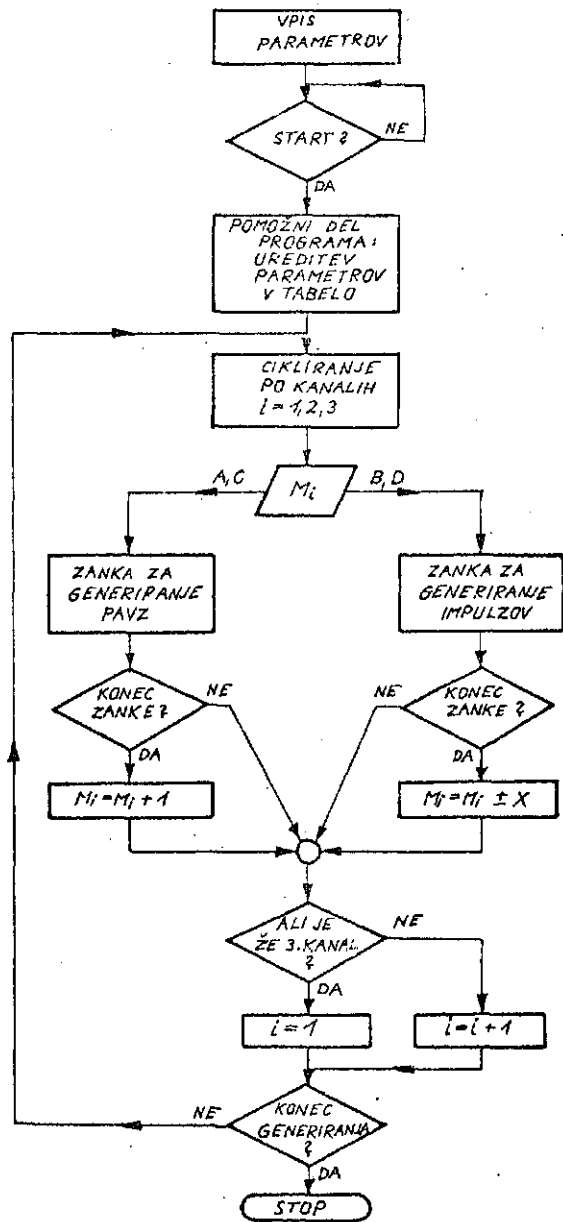 VPIS
PARAMETROV
START ?
NE
DA
POMOŽNI DEL
PROGRAMA:
UREDITEV
PARAMETROV
V TABELO
CIKLIRANJE
PO KANALIH
i = 1,2,3
A,C
Mi
B,D
ZANKA ZA
GENERIRANJE
PAVZ
ZANKA ZA
GENERIRANJE
IMPULZOV
KONEC
ZANKE ?
NE
DA
NE
KONEC
ZANKE ?
DA
Mi = Mi + 1
Mi = Mi ± X
ALI JE
ŽE 3. KANAL
?
NE
DA
i = 1
i = i + 1
NE
KONEC
GENERIRANJA
?
DA
STOP